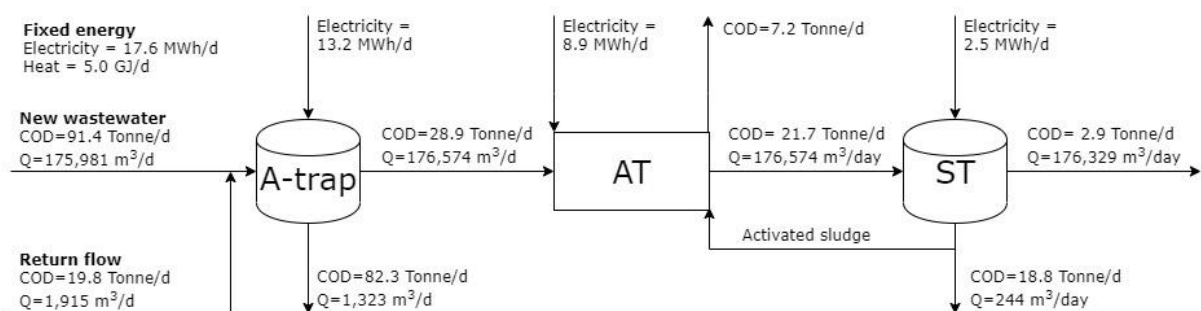 Fixed energy
Electricity = 17.6 MWh/d
Heat = 5.0 GJ/d
Electricity =
13.2 MWh/d
Electricity =
8.9 MWh/d
COD=7.2 Tonne/d
Electricity =
2.5 MWh/d
New wastewater
COD=91.4 Tonne/d
Q=175,981 m³/d
A-trap
COD=28.9 Tonne/d
Q=176,574 m³/d
AT
COD= 21.7 Tonne/d
Q=176,574 m³/day
ST
COD= 2.9 Tonne/d
Q=176,329 m³/day
Activated sludge
Return flow
COD=19.8 Tonne/d
Q=1,915 m³/d
COD=82.3 Tonne/d
Q=1,323 m³/d
COD=18.8 Tonne/d
Q=244 m³/day